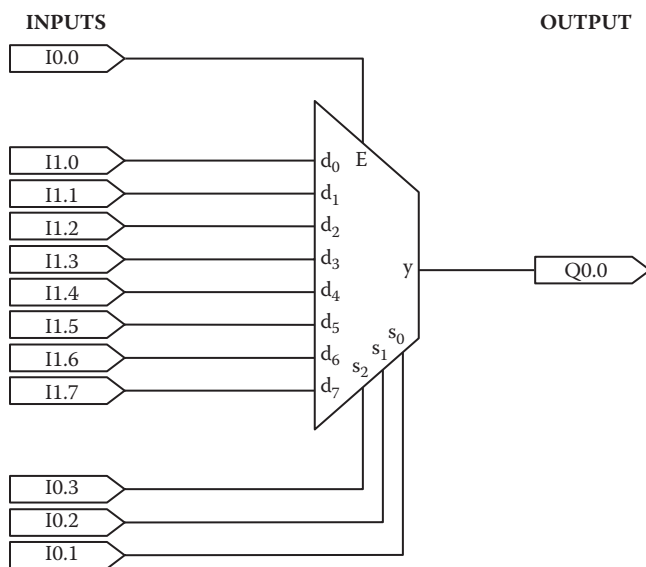 INPUTS OUTPUT
I0.0
I1.0 d₀ E
I1.1 d₁
I1.2 d₂
I1.3 d₃
y Q0.0
I1.4 d₄
I1.5 d₅ s₀
I1.6 d₆ s₁
s₂
I1.7 d₇
I0.3
I0.2
I0.1